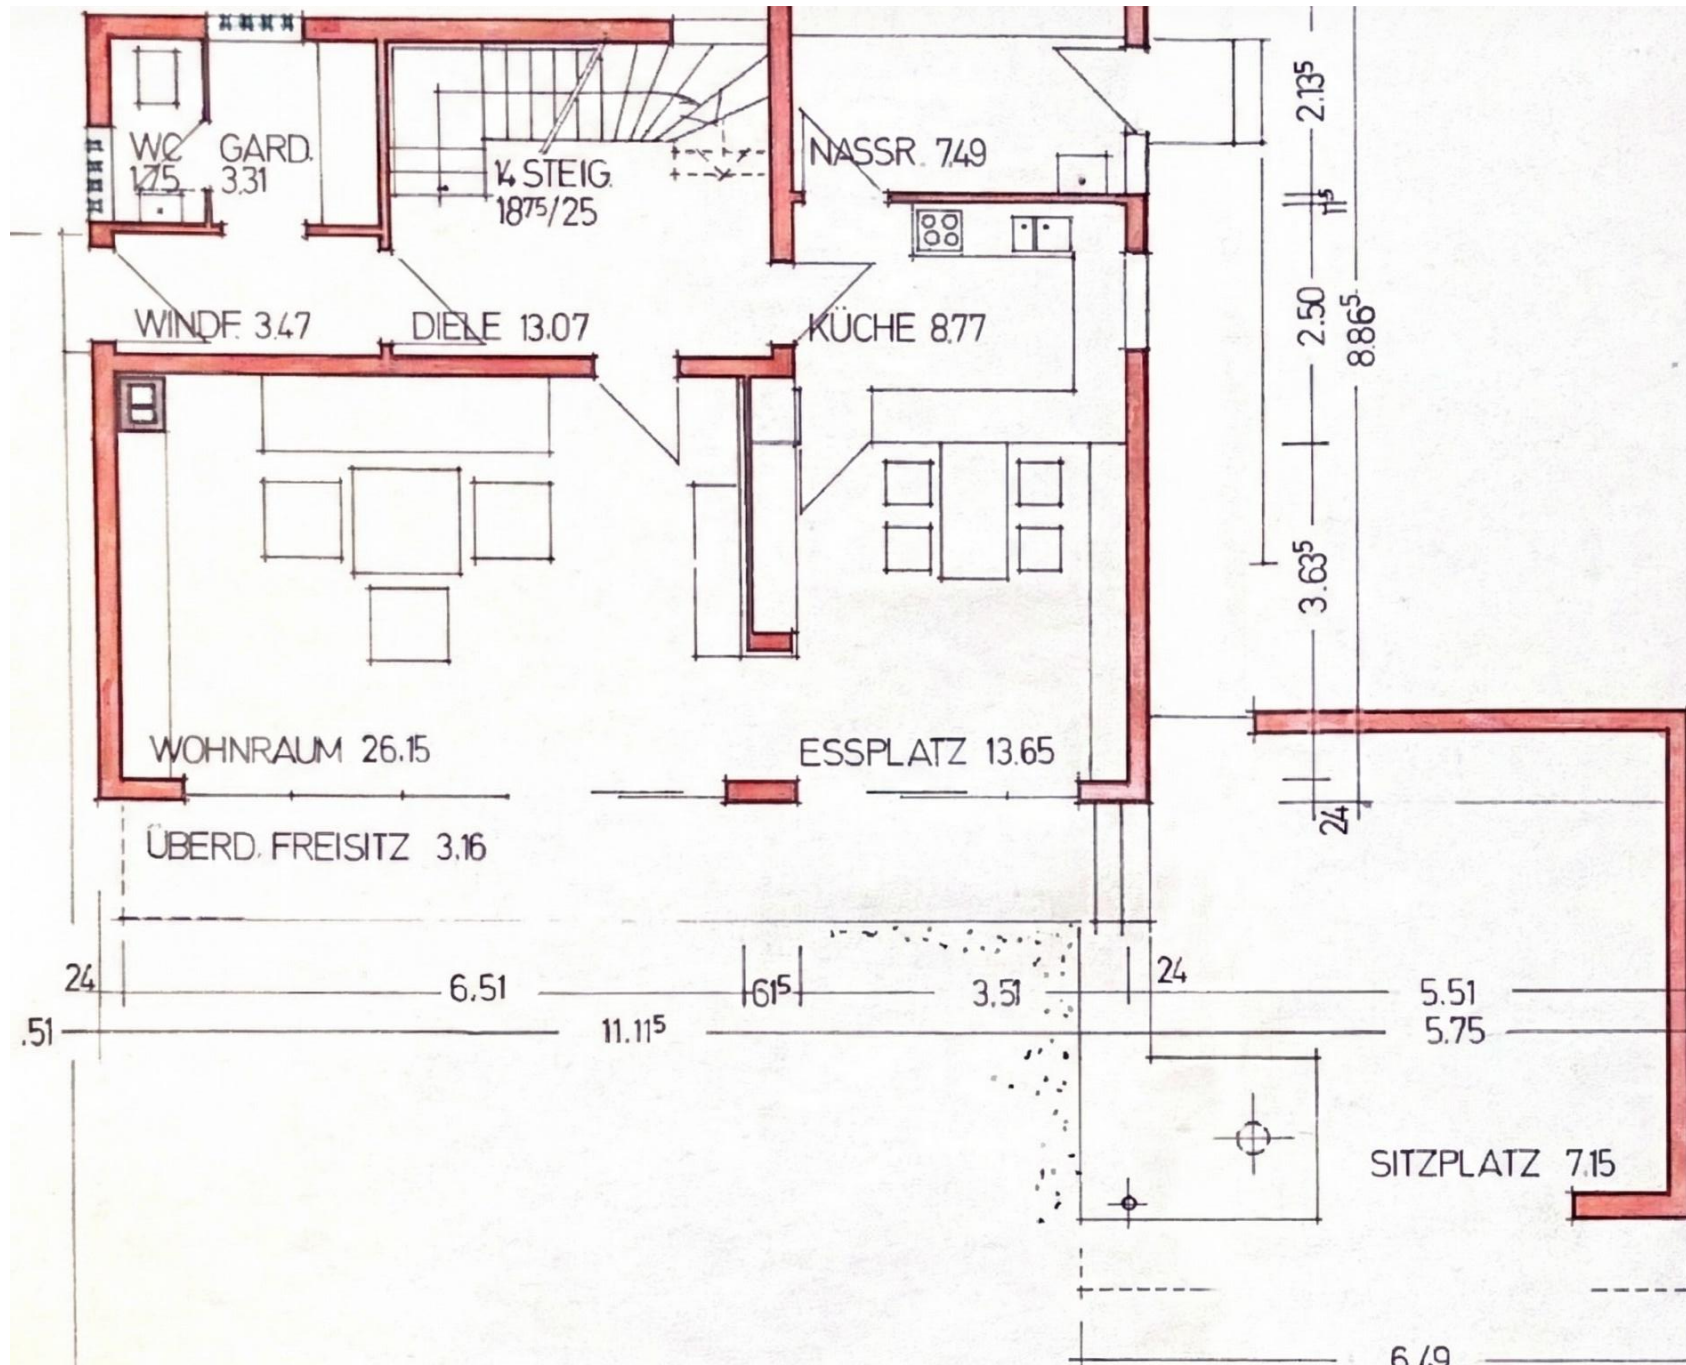 WC
1.75
GARD.
3.31
14 STEIG.
18⁷⁵/25
NASSR. 7.49
2.13⁵
11⁵
WINDF. 3.47
DIELE 13.07
KÜCHE 8.77
2.50
8.86⁵
3.63⁵
WOHNRAUM 26.15
ESSPLATZ 13.65
24
ÜBERD. FREISITZ 3.16
24
6.51
61⁵
3.51
24
5.51
.51
11.11⁵
5.75
SITZPLATZ 7.15
6.49